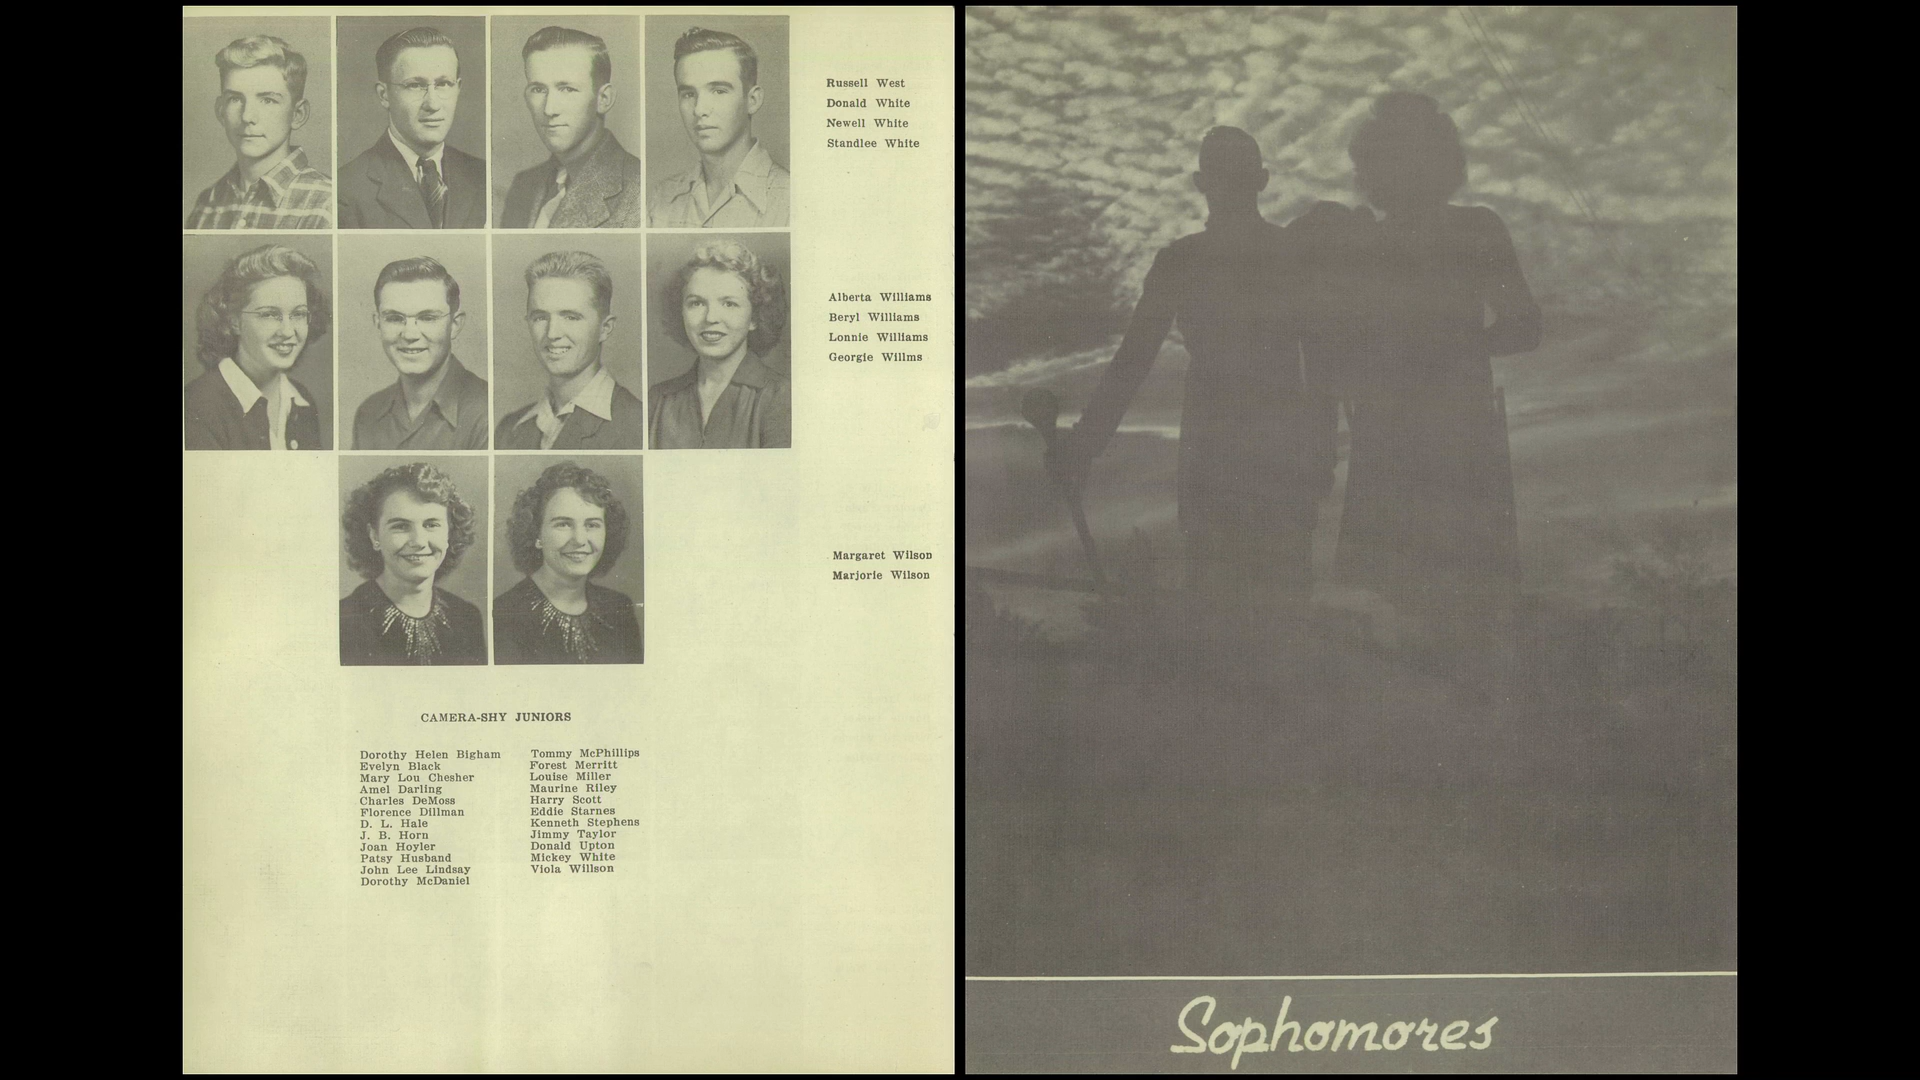 Russell West
Donald White
Newell White
Standlee White
Alberta Williams
Beryl Williams
Lonnie Williams
Georgie Willms
Margaret Wilson
Marjorie Wilson
CAMERA-SHY JUNIORS
Dorothy Helen Bigham
Evelyn Black
Mary Lou Chesher
Amel Darling
Charles DeMoss
Florence Dillman
D. L. Hale
J. B. Horn
Joan Hoyler
Patsy Husband
John Lee Lindsay
Dorothy McDaniel
Tommy McPhillips
Forest Merritt
Louise Miller
Maurine Riley
Harry Scott
Eddie Starnes
Kenneth Stephens
Jimmy Taylor
Donald Upton
Mickey White
Viola Willson
Sophomores